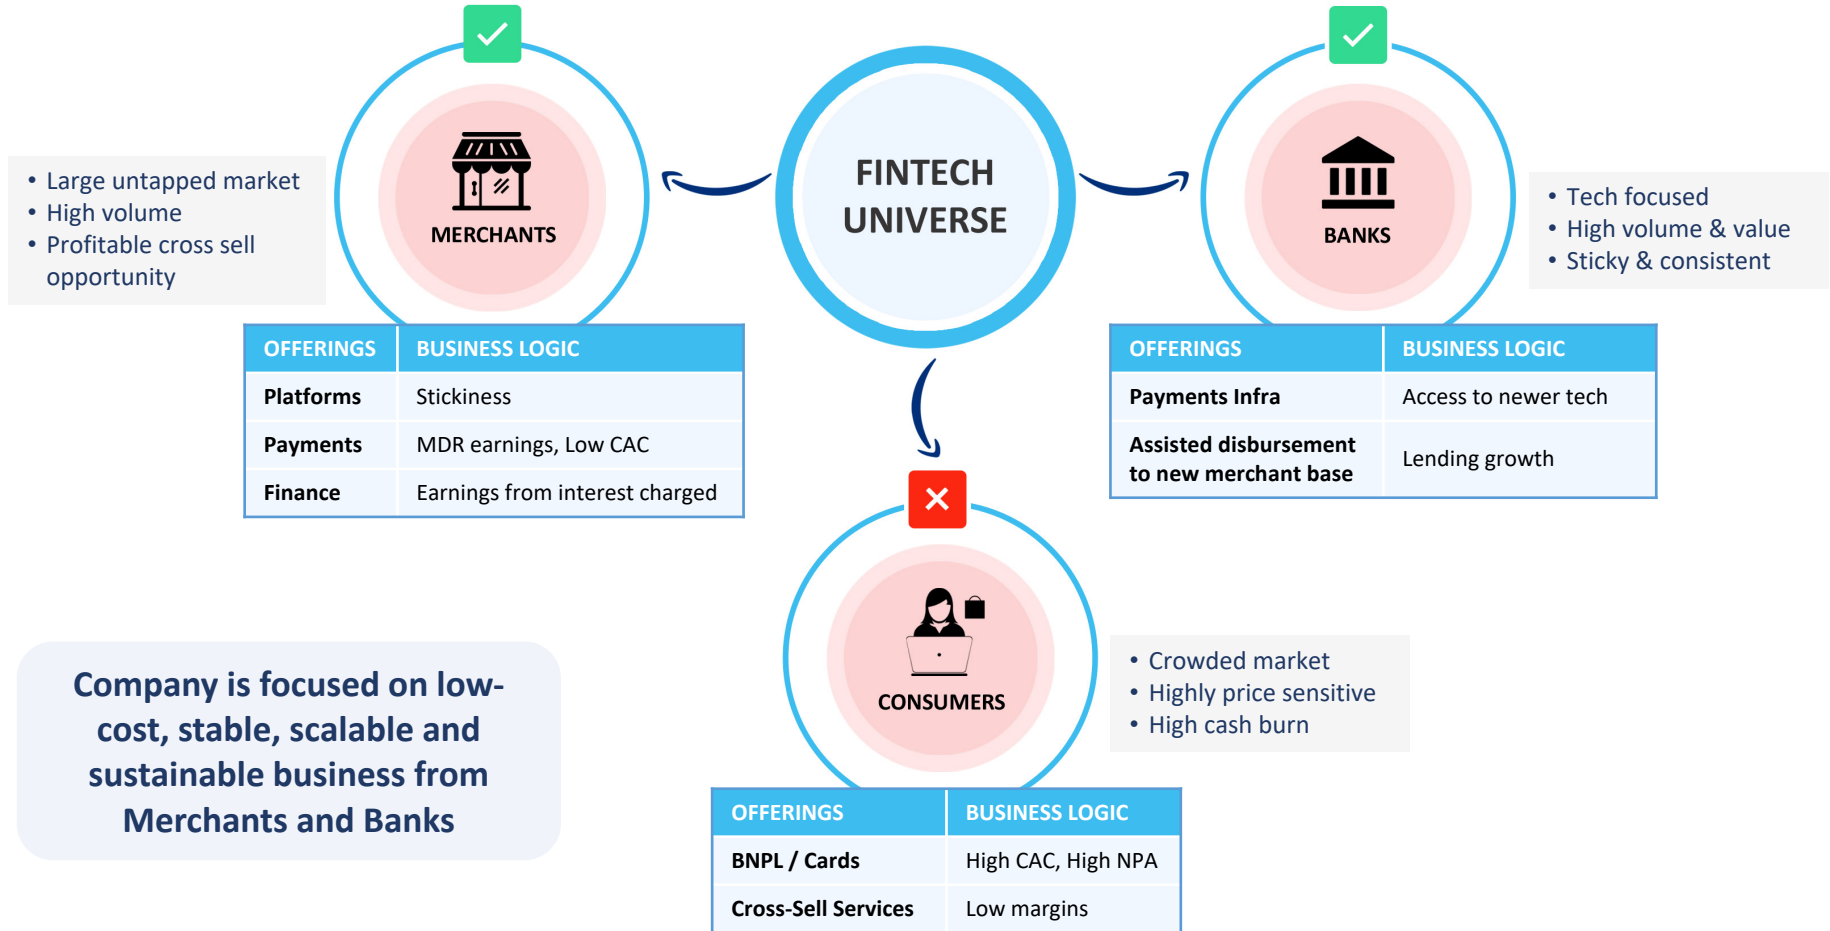 FINTECH
UNIVERSE
MERCHANTS
• Large untapped market
• High volume
• Profitable cross sell
opportunity
OFFERINGS BUSINESS LOGIC
Platforms Stickiness
Payments MDR earnings, Low CAC
Finance Earnings from interest charged
BANKS
• Tech focused
• High volume & value
• Sticky & consistent
OFFERINGS BUSINESS LOGIC
Payments Infra Access to newer tech
Assisted disbursement
to new merchant base Lending growth
CONSUMERS
• Crowded market
• Highly price sensitive
• High cash burn
OFFERINGS BUSINESS LOGIC
BNPL / Cards High CAC, High NPA
Cross-Sell Services Low margins
Company is focused on low-
cost, stable, scalable and
sustainable business from
Merchants and Banks